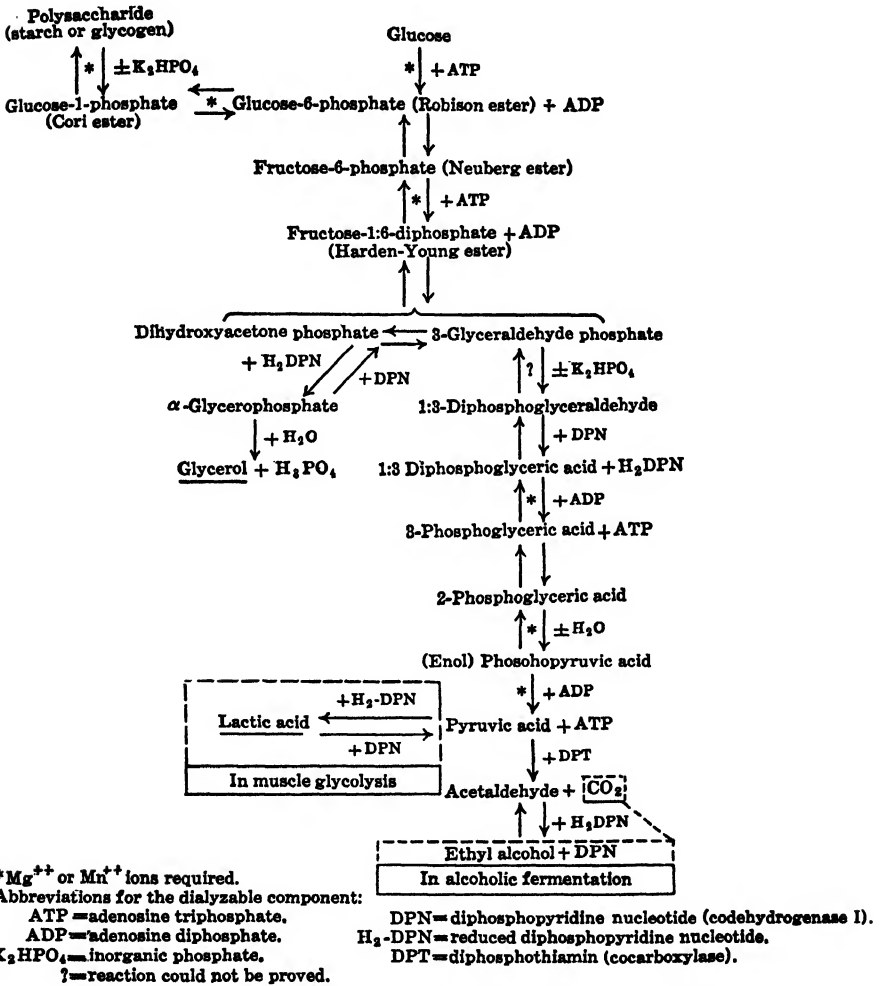 Polysaccharide
(starch or glycogen)
Glucose
* ±K₂HPO₄
* +ATP
Glucose-1-phosphate * Glucose-6-phosphate (Robison ester) + ADP
(Cori ester)
Fructose-6-phosphate (Neuberg ester)
* +ATP
Fructose-1:6-diphosphate +ADP
(Harden-Young ester)
Dihydroxyacetone phosphate 3-Glyceraldehyde phosphate
+ H₂DPN
+DPN
? ±K₂HPO₄
α-Glycerophosphate
1:3-Diphosphoglyceraldehyde
+H₂O
+ DPN
Glycerol + H₃PO₄
1:3 Diphosphoglyceric acid +H₂DPN
* +ADP
3-Phosphoglyceric acid+ATP
2-Phosphoglyceric acid
* ±H₂O
(Enol) Phosohopyruvic acid
* +ADP
+H₂-DPN
Lactic acid
Pyruvic acid +ATP
+DPN
+DPT
In muscle glycolysis
Acetaldehyde + CO₂
+ H₂DPN
Ethyl alcohol+DPN
In alcoholic fermentation
*Mg⁺⁺ or Mn⁺⁺ ions required.
Abbreviations for the dialyzable component:
ATP=adenosine triphosphate.
ADP=adenosine diphosphate.
K₂HPO₄=inorganic phosphate.
?=reaction could not be proved.
DPN=diphosphopyridine nucleotide (codehydrogenase I).
H₂-DPN=reduced diphosphopyridine nucleotide.
DPT=diphosphothiamin (cocarboxylase).